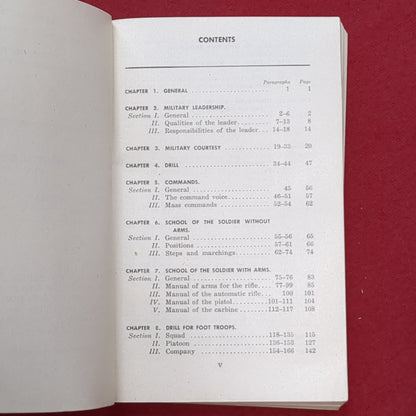 CONTENTS
Paragraphs Page
CHAPTER 1. GENERAL 1 1
CHAPTER 2. MILITARY LEADERSHIP.
Section I. General 2–6 2
II. Qualities of the leader 7–13 8
III. Responsibilities of the leader 14–18 14
CHAPTER 3. MILITARY COURTESY 19–33 20
CHAPTER 4. DRILL 34–44 47
CHAPTER 5. COMMANDS.
Section I. General 45 56
II. The command voice 46–51 57
III. Mass commands 52–54 62
CHAPTER 6. SCHOOL OF THE SOLDIER WITHOUT
ARMS.
Section I. General 55–56 65
II. Positions 57–61 66
III. Steps and marchings 62–74 74
CHAPTER 7. SCHOOL OF THE SOLDIER WITH ARMS.
Section I. General 75–76 83
II. Manual of arms for the rifle 77–99 85
III. Manual of the automatic rifle 100 101
IV. Manual of the pistol 101–111 104
V. Manual of the carbine 112–117 108
CHAPTER 8. DRILL FOR FOOT TROOPS.
Section I. Squad 118–135 115
II. Platoon 136–153 127
III. Company 154–166 142
V